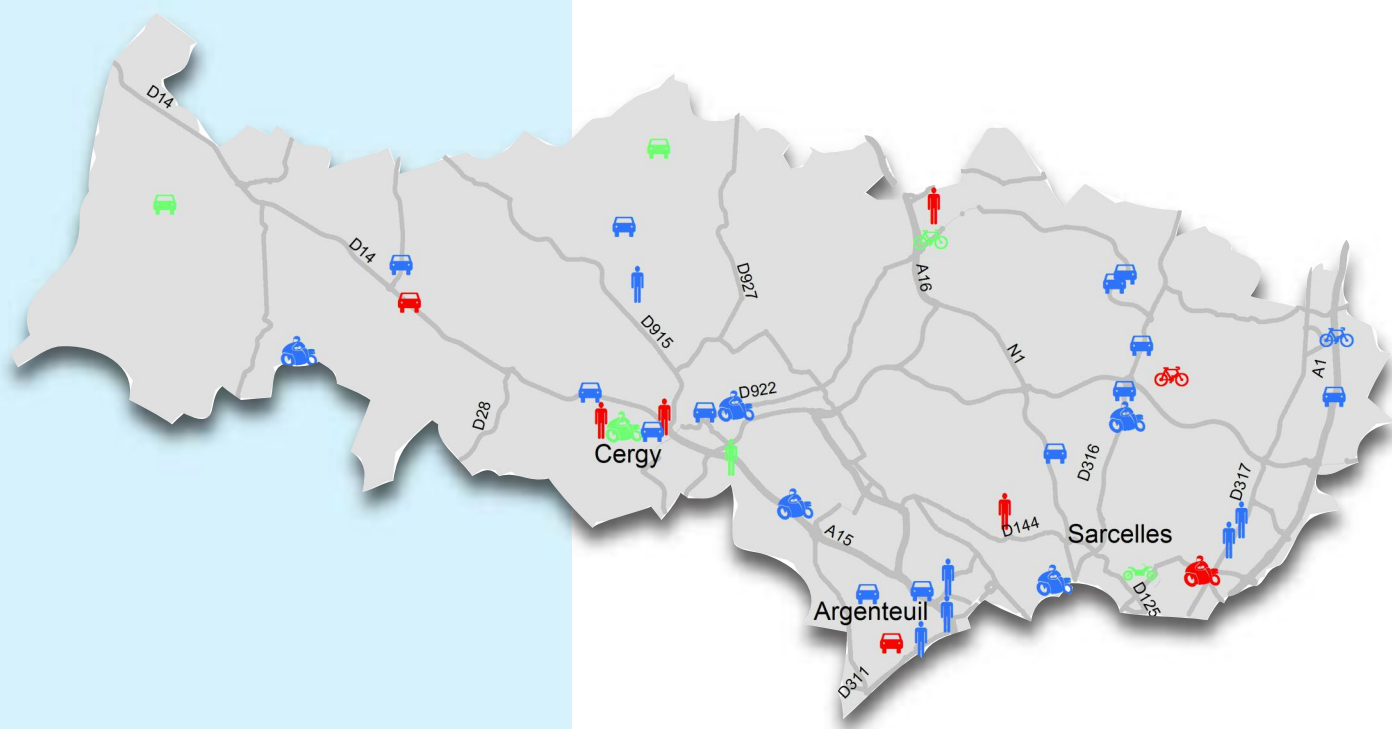 D14
D14
D927
A16
D915
N1
A1
D922
D28
Cergy
D316
D317
A15
D144
Sarcelles
D125
Argenteuil
D311